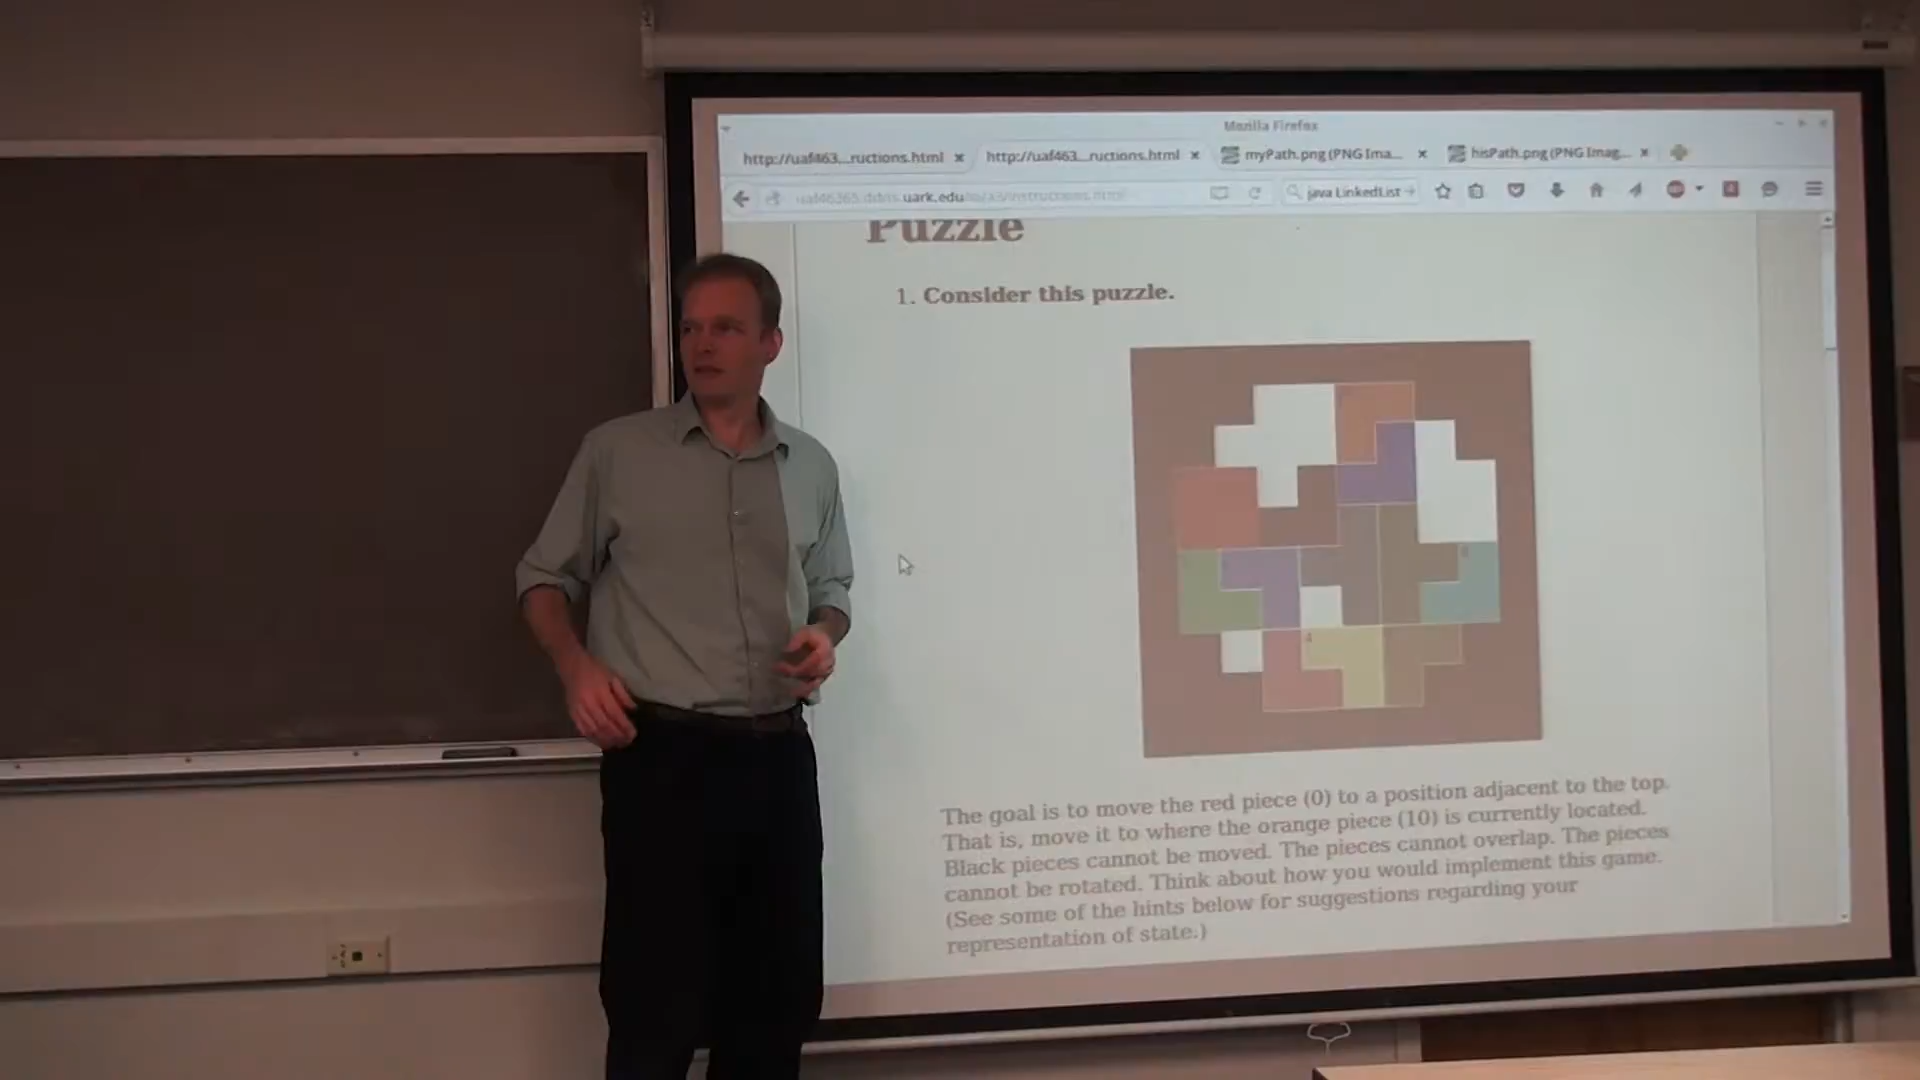 Mozilla Firefox
http://uaf463...ructions.html × http://uaf463...ructions.html × myPath.png (PNG Ima... × hisPath.png (PNG Imag... ×
uaf46365.ddns.uark.edu java LinkedList
Puzzle
1. Consider this puzzle.
4
The goal is to move the red piece (0) to a position adjacent to the top.
That is, move it to where the orange piece (10) is currently located.
Black pieces cannot be moved. The pieces cannot overlap. The pieces
cannot be rotated. Think about how you would implement this game.
(See some of the hints below for suggestions regarding your
representation of state.)